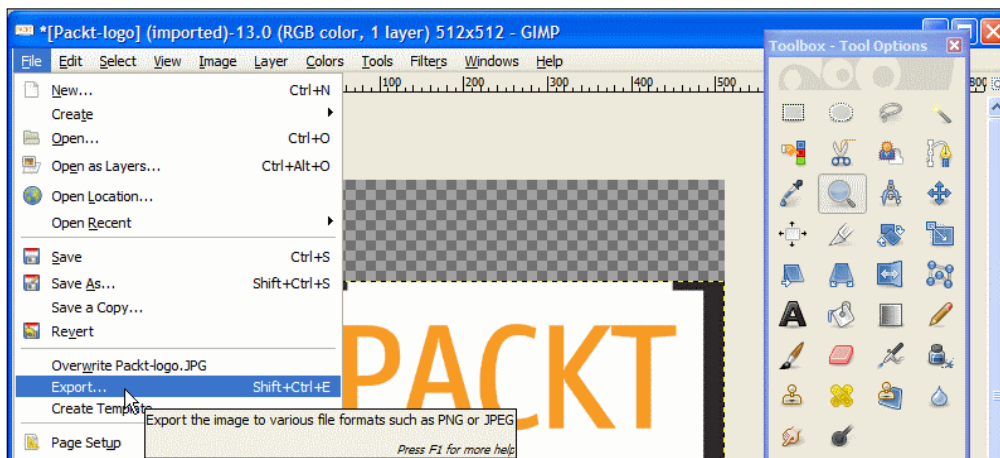 *[Packt-logo] (imported)-13.0 (RGB color, 1 layer) 512x512 - GIMP
File Edit Select View Image Layer Colors Tools Filters Windows Help
100 200 300 400 500 800
New... Ctrl+N
Create
Open... Ctrl+O
Open as Layers... Ctrl+Alt+O
Open Location...
Open Recent
Save Ctrl+S
Save As... Shift+Ctrl+S
Save a Copy...
Revert
Overwrite Packt-logo.JPG
Export... Shift+Ctrl+E
Create Template
Page Setup
Export the image to various file formats such as PNG or JPEG
Press F1 for more help
PACKT
Toolbox - Tool Options